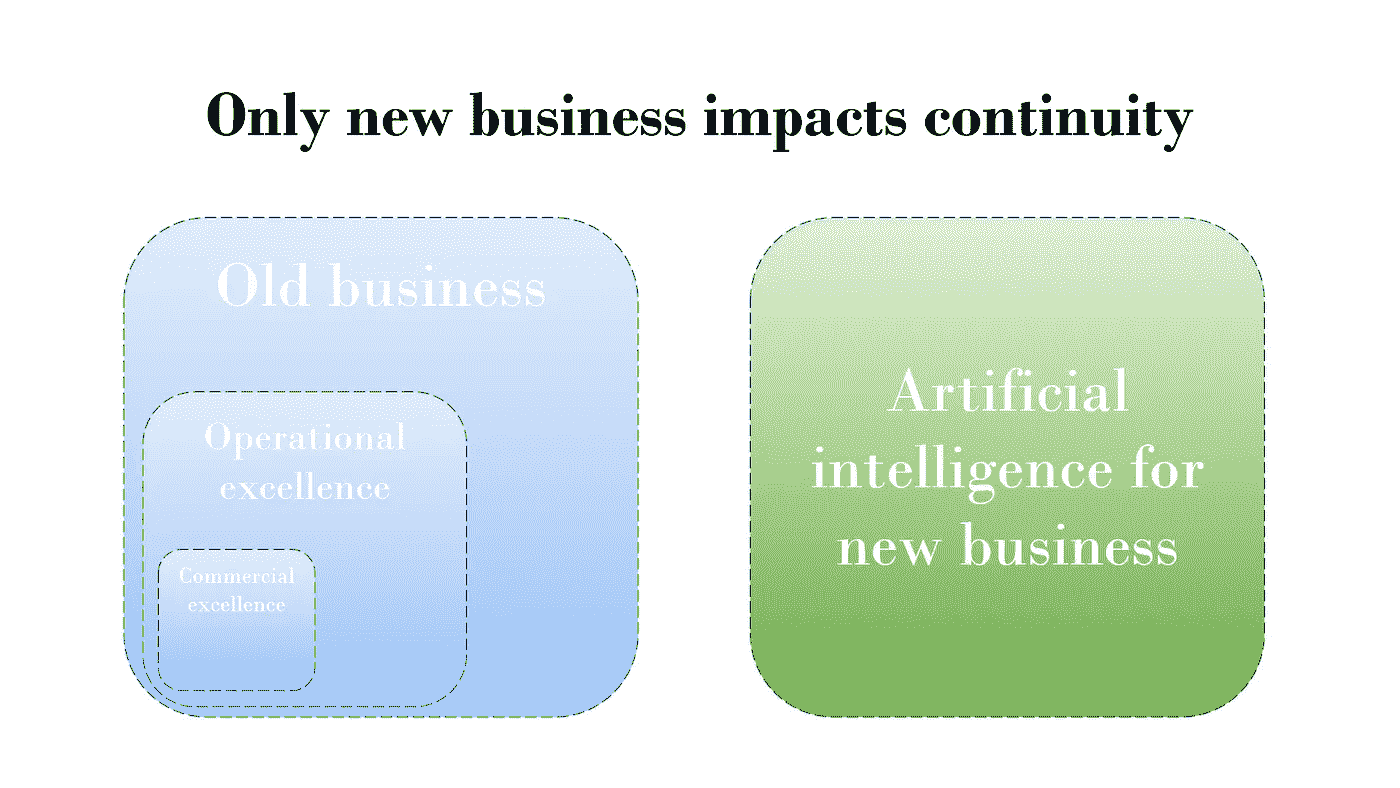 Only new business impacts continuity
Old business
Operational
excellence
Commercial
excellence
Artificial
intelligence for
new business